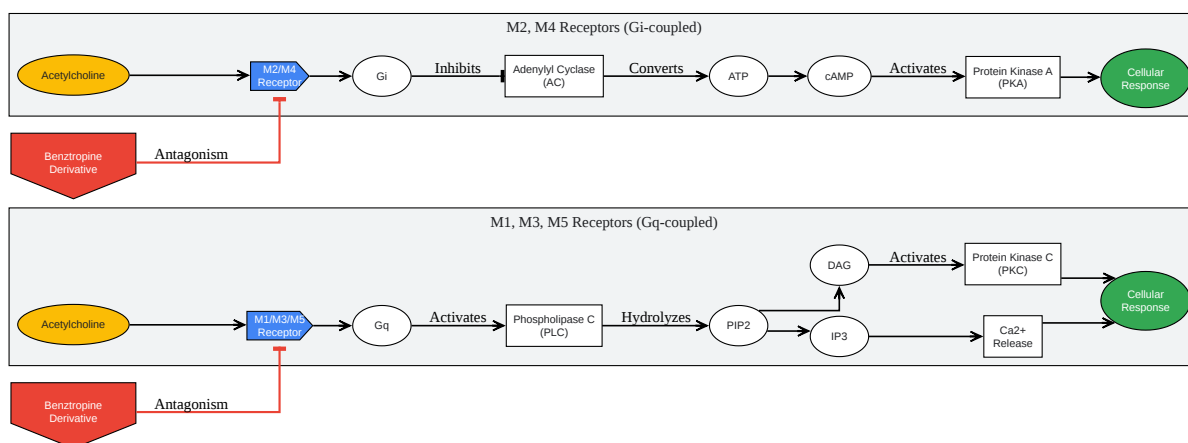 M2, M4 Receptors (Gi-coupled)
Acetylcholine
M2/M4
Receptor
Gi
Inhibits
Adenylyl Cyclase
(AC)
Converts
ATP
cAMP
Activates
Protein Kinase A
(PKA)
Cellular
Response
Benztropine
Derivative
Antagonism
M1, M3, M5 Receptors (Gq-coupled)
Acetylcholine
M1/M3/M5
Receptor
Gq
Activates
Phospholipase C
(PLC)
Hydrolyzes
PIP2
DAG
Activates
Protein Kinase C
(PKC)
IP3
Ca2+
Release
Cellular
Response
Benztropine
Derivative
Antagonism